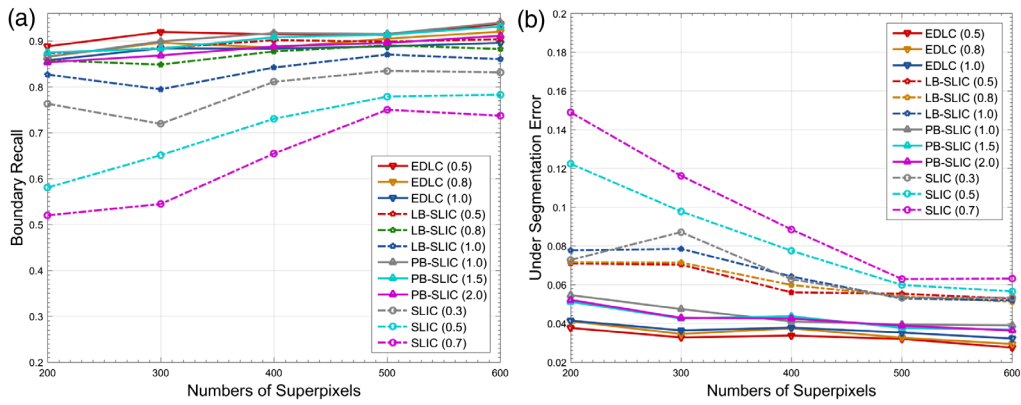 (a)
0.9
0.8
0.7
0.6
0.5
0.4
0.3
0.2
Boundary Recall
200
300
400
500
600
Numbers of Superpixels
EDLC (0.5)
EDLC (0.8)
EDLC (1.0)
LB-SLIC (0.5)
LB-SLIC (0.8)
LB-SLIC (1.0)
PB-SLIC (1.0)
PB-SLIC (1.5)
PB-SLIC (2.0)
SLIC (0.3)
SLIC (0.5)
SLIC (0.7)
(b)
0.2
0.18
0.16
0.14
0.12
0.1
0.08
0.06
0.04
0.02
Under Segmentation Error
200
300
400
500
600
Numbers of Superpixels
EDLC (0.5)
EDLC (0.8)
EDLC (1.0)
LB-SLIC (0.5)
LB-SLIC (0.8)
LB-SLIC (1.0)
PB-SLIC (1.0)
PB-SLIC (1.5)
PB-SLIC (2.0)
SLIC (0.3)
SLIC (0.5)
SLIC (0.7)